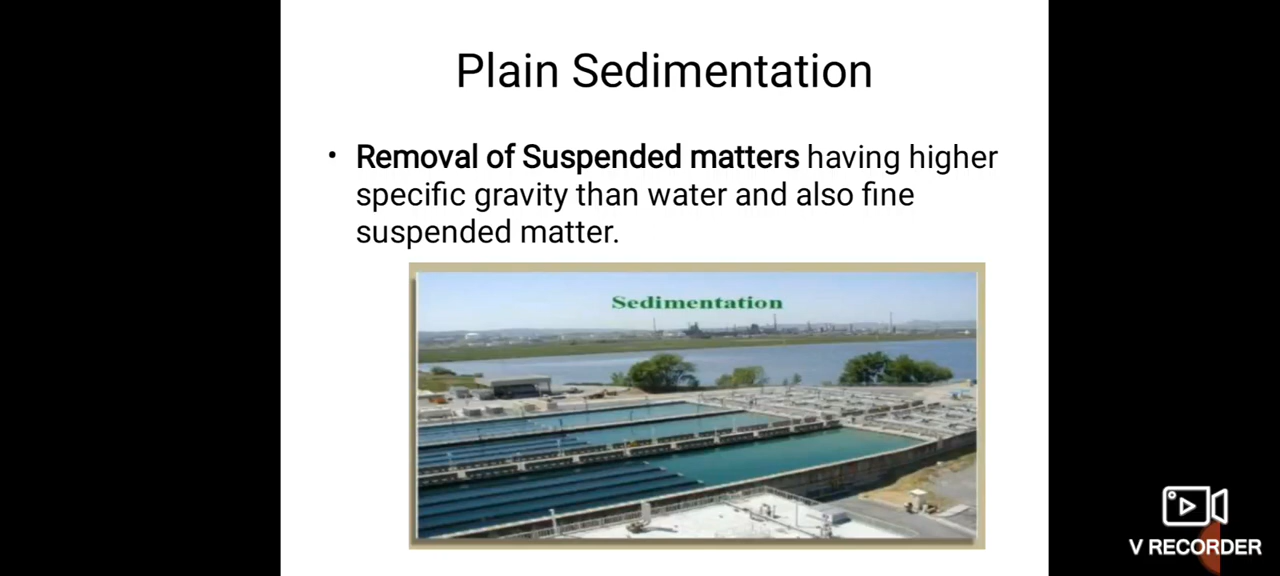 Plain Sedimentation
• Removal of Suspended matters having higher
specific gravity than water and also fine
suspended matter.
Sedimentation
V RECORDER